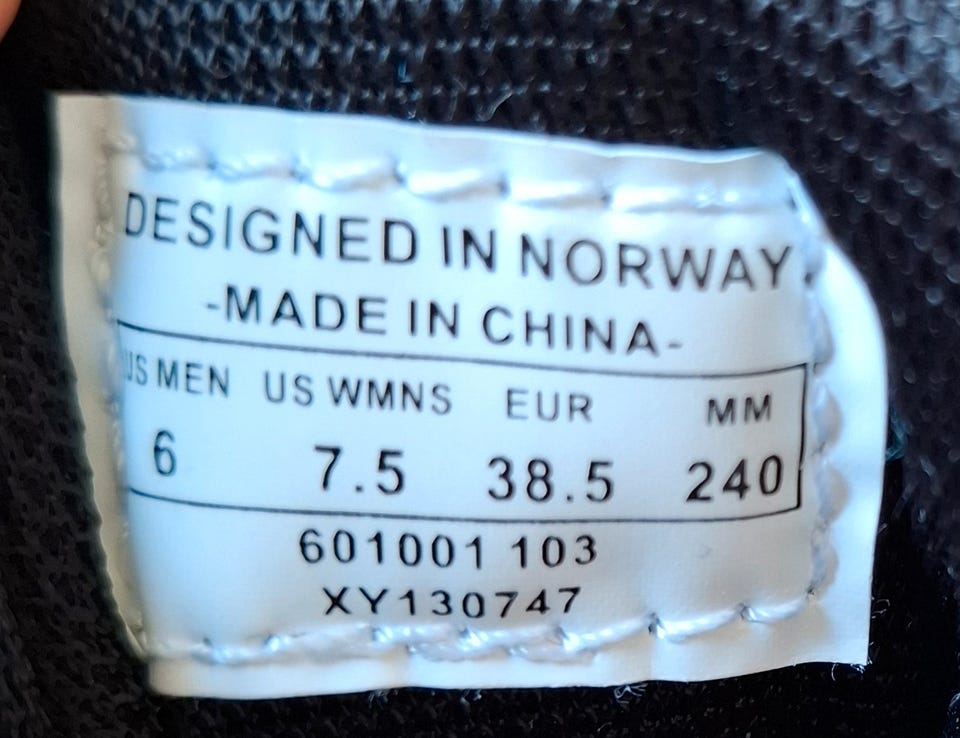 DESIGNED IN NORWAY.
-MADE IN CHINA-
US MEN US WMNS EUR MM
6 7.5 38.5 240
601001 103
XY130747